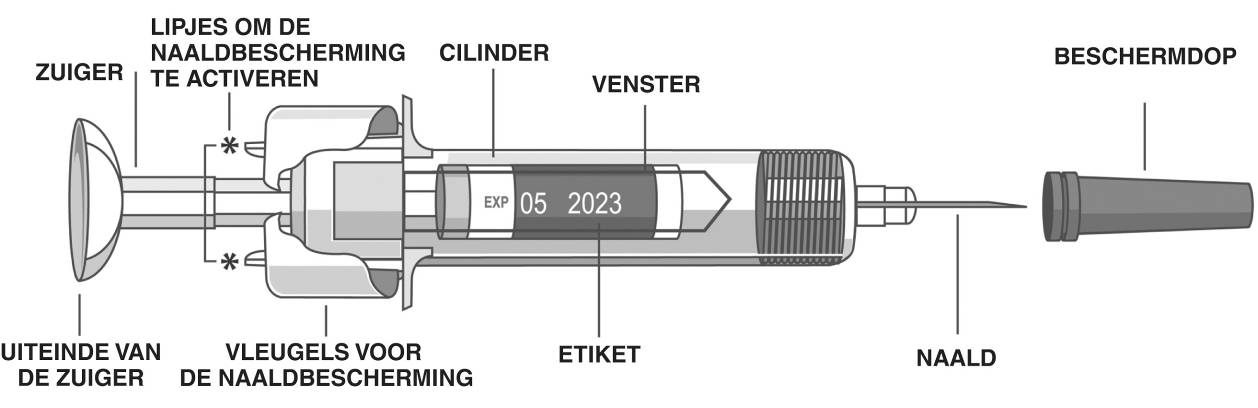 LIPJES OM DE
NAALDBESCHERMING
TE ACTIVEREN
ZUIGER
CILINDER
VENSTER
BESCHERMDOP
*
EXP 05 2023
*
UITEINDE VAN
DE ZUIGER
VLEUGELS VOOR
DE NAALDBESCHERMING
ETIKET
NAALD